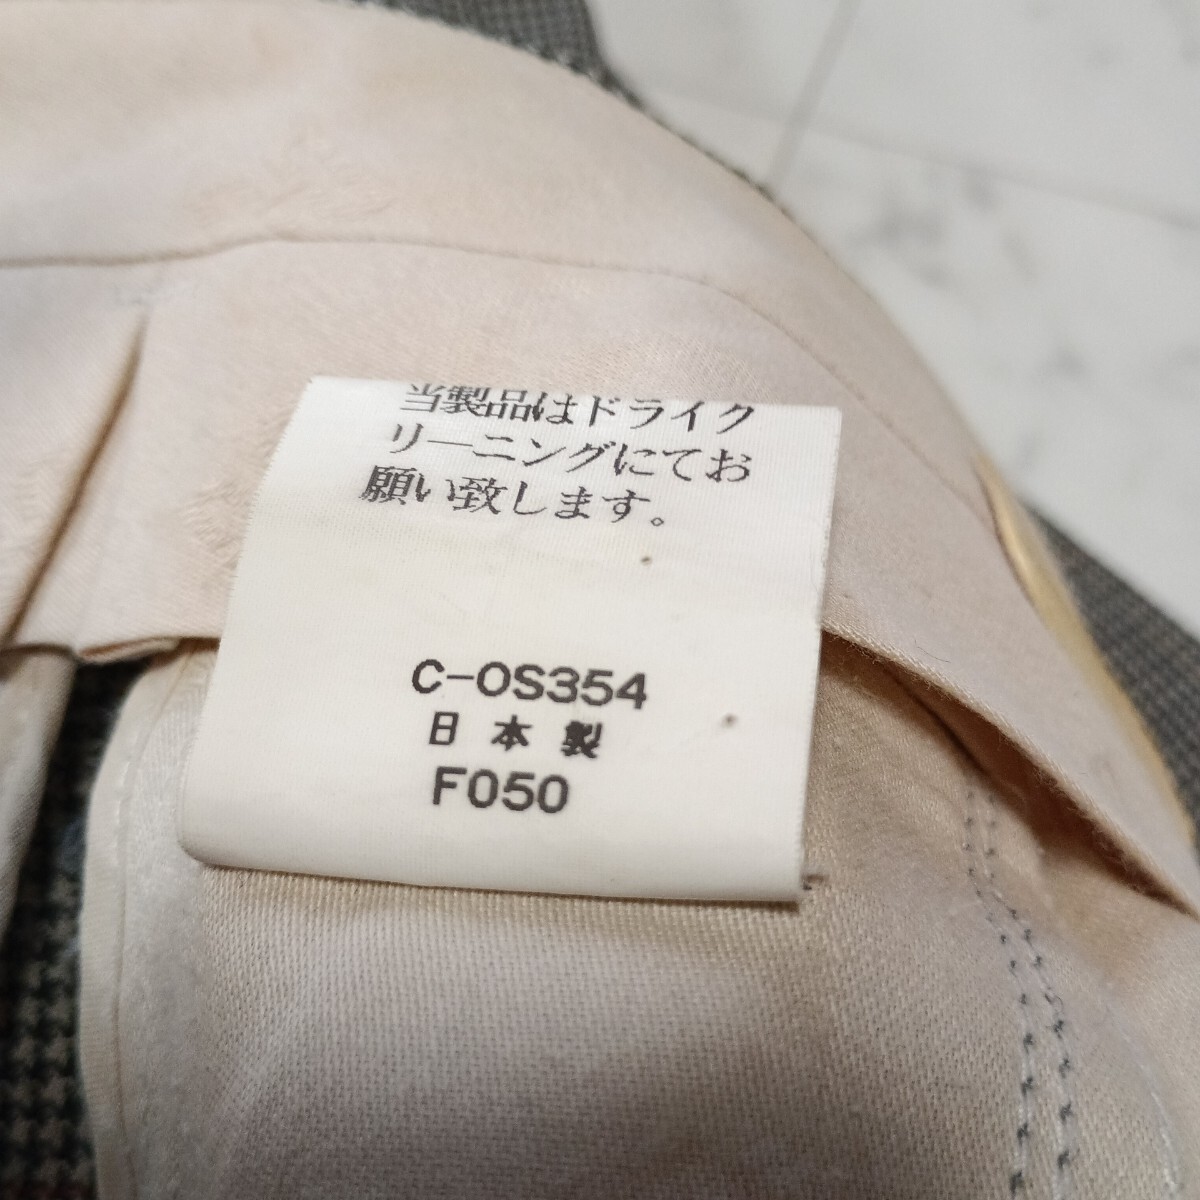 当製品はドライク
リーニングにてお
願い致します。
C-OS354
日本製
F050